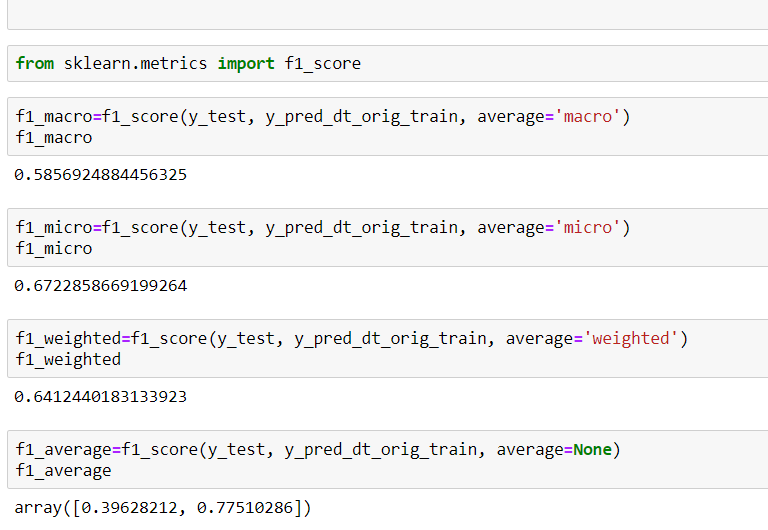 from sklearn.metrics import f1_score
f1_macro=f1_score(y_test, y_pred_dt_orig_train, average='macro')
f1_macro
0.5856924884456325
f1_micro=f1_score(y_test, y_pred_dt_orig_train, average='micro')
f1_micro
0.6722858669199264
f1_weighted=f1_score(y_test, y_pred_dt_orig_train, average='weighted')
f1_weighted
0.6412440183133923
f1_average=f1_score(y_test, y_pred_dt_orig_train, average=None)
f1_average
array([0.39628212, 0.77510286])